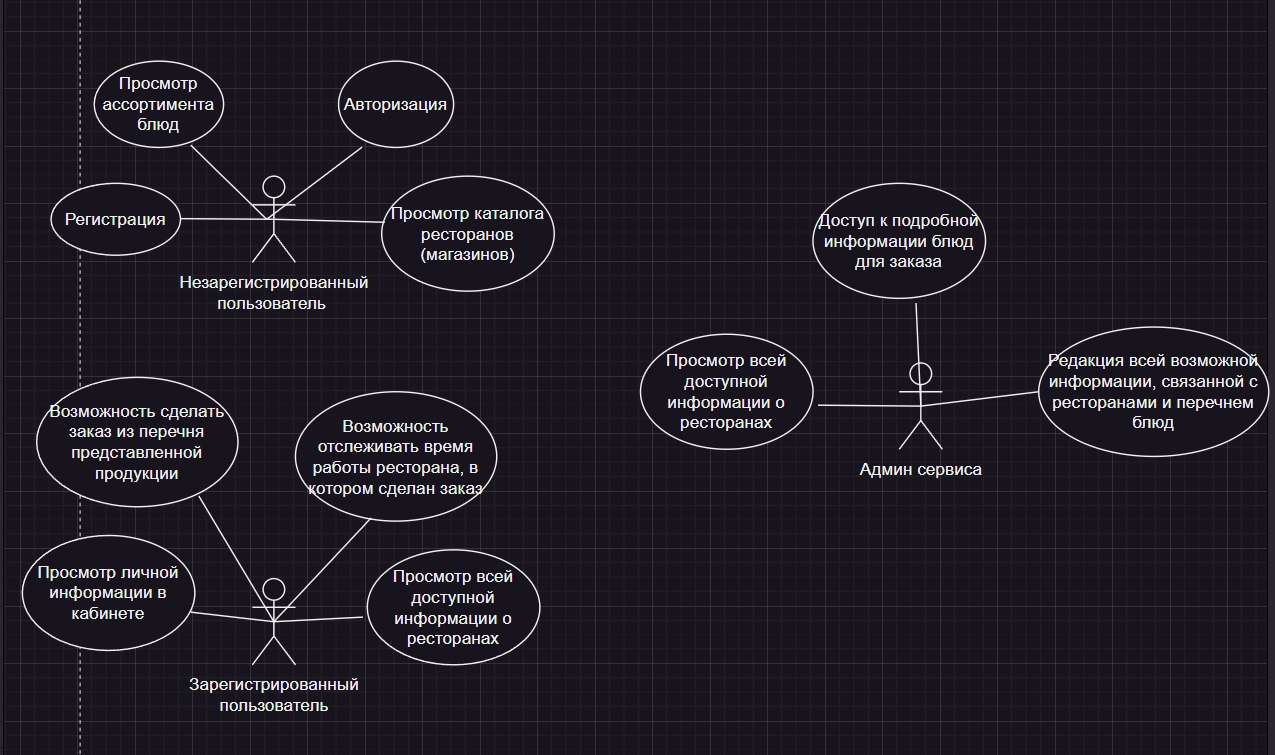 Просмотр
ассортимента
блюд
Авторизация
Регистрация
Просмотр каталога
ресторанов
(магазинов)
Незарегистрированный
пользователь
Доступ к подробной
информации блюд
для заказа
Просмотр всей
доступной
информации о
ресторанах
Редакция всей возможной
информации, связанной с
ресторанами и перечнем
блюд
Админ сервиса
Возможность сделать
заказ из перечня
представленной
продукции
Возможность
отслеживать время
работы ресторана, в
котором сделан заказ
Просмотр личной
информации в
кабинете
Просмотр всей
доступной
информации о
ресторанах
Зарегистрированный
пользователь